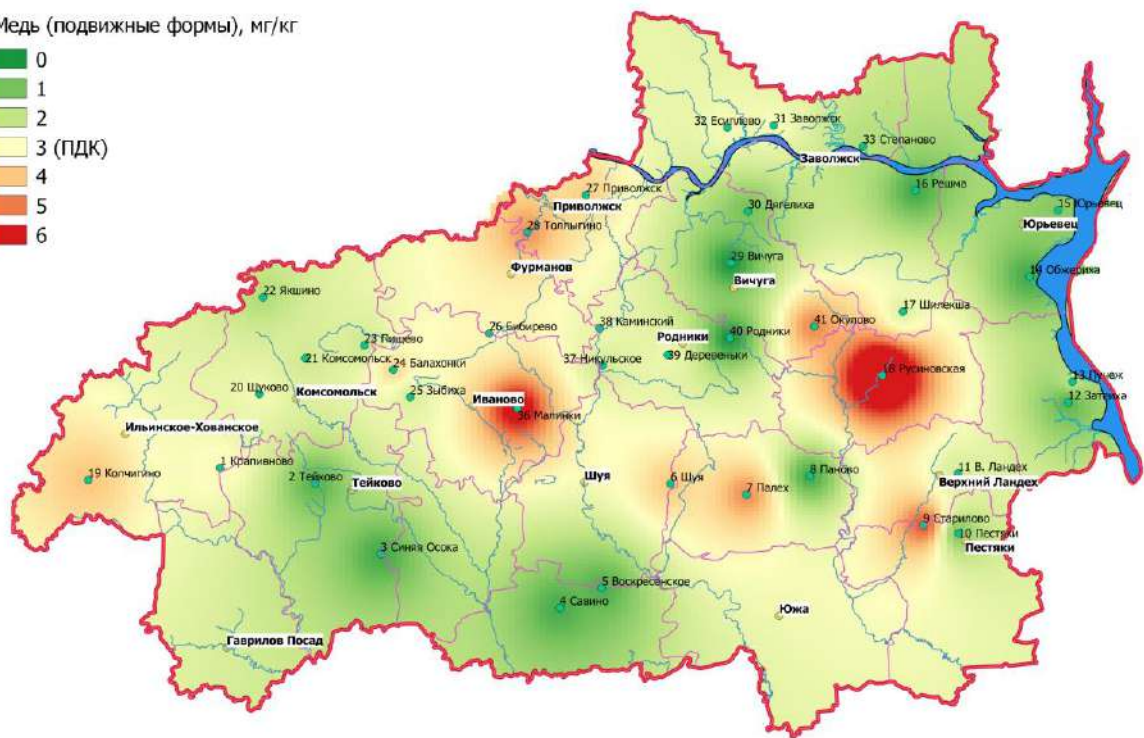 Медь (подвижные формы), мг/кг
0
1
2
3 (ПДК)
4
5
6
32 Есиплево
31 Заволжск
33 Степаново
Заволжск
27 Приволжск
16 Решма
Приволжск
30 Дягелиха
15 Юрьевец
Юрьевец
28 Толпыгино
29 Вичуга
Фурманов
14 Обжериха
Вичуга
22 Якшино
17 Шилекша
38 Каминский
41 Окулово
26 Бибирево
Родники
40 Родники
23 Пищево
39 Деревеньки
21 Комсомольск
24 Балахонки
37 Никульское
18 Русиновская
13 Пучеж
20 Щуково
Комсомольск
25 Зыбиха
Иваново
12 Затеиха
36 Малинки
Ильинское-Хованское
1 Крапивново
19 Копчигино
2 Тейково
Тейково
Шуя
6 Шуя
8 Паново
11 В. Ландех
Верхний Ландех
7 Палех
9 Старилово
10 Пестяки
Пестяки
3 Синяя Осока
5 Воскресенское
4 Савино
Южа
Гаврилов Посад